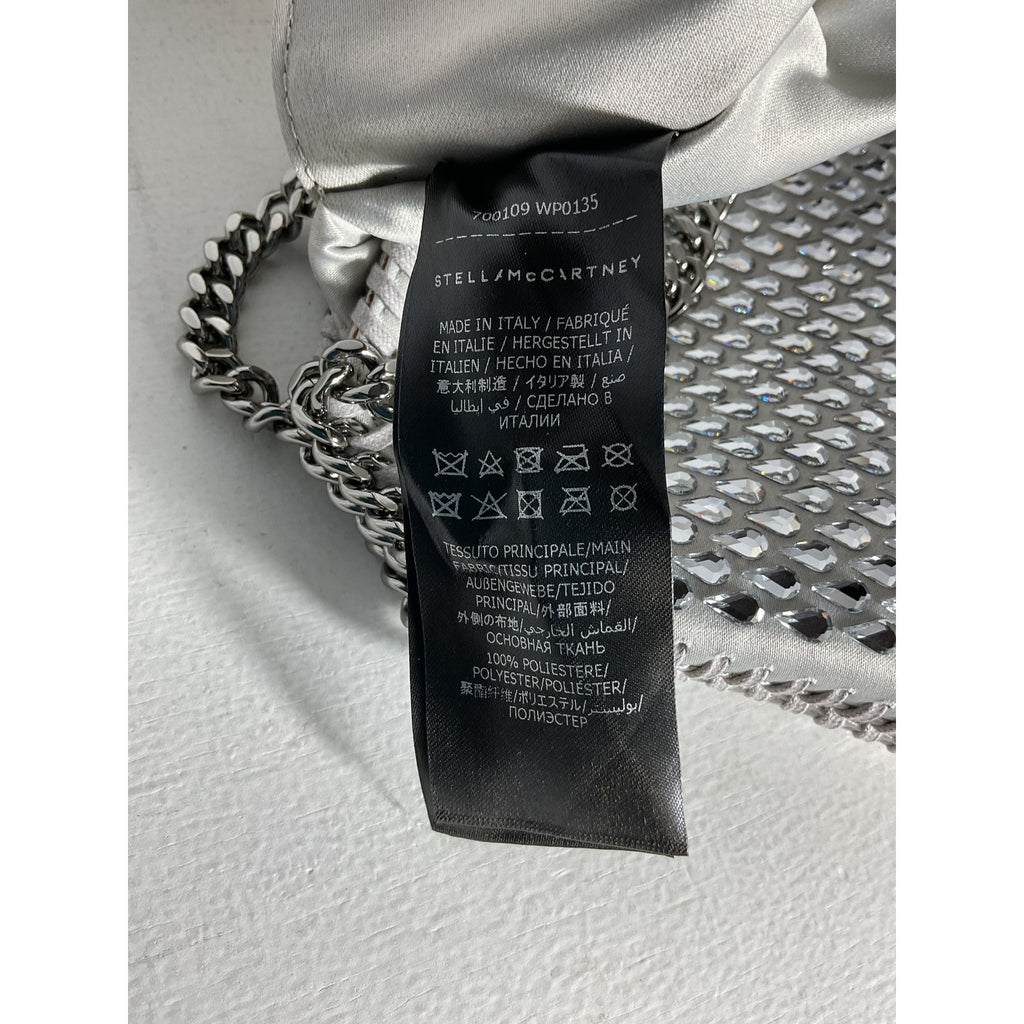 700109 WP0135
STELLA McCARTNEY
MADE IN ITALY / FABRIQUÉ
EN ITALIE / HERGESTELLT IN
ITALIEN / HECHO EN ITALIA /
意大利制造 / イタリア製 / صنع
في إيطاليا / СДЕЛАНО В
ИТАЛИИ
TESSUTO PRINCIPALE/MAIN
FABRIC/TISSU PRINCIPAL/
AUßENGEWEBE/TEJIDO
PRINCIPAL/外部面料/
外側の布地/القماش الخارجي/
ОСНОВНАЯ ТКАНЬ
100% POLIESTERE/
POLYESTER/POLIÉSTER/
聚酯纤维/ポリエステル/بوليستر/
ПОЛИЭСТЕР